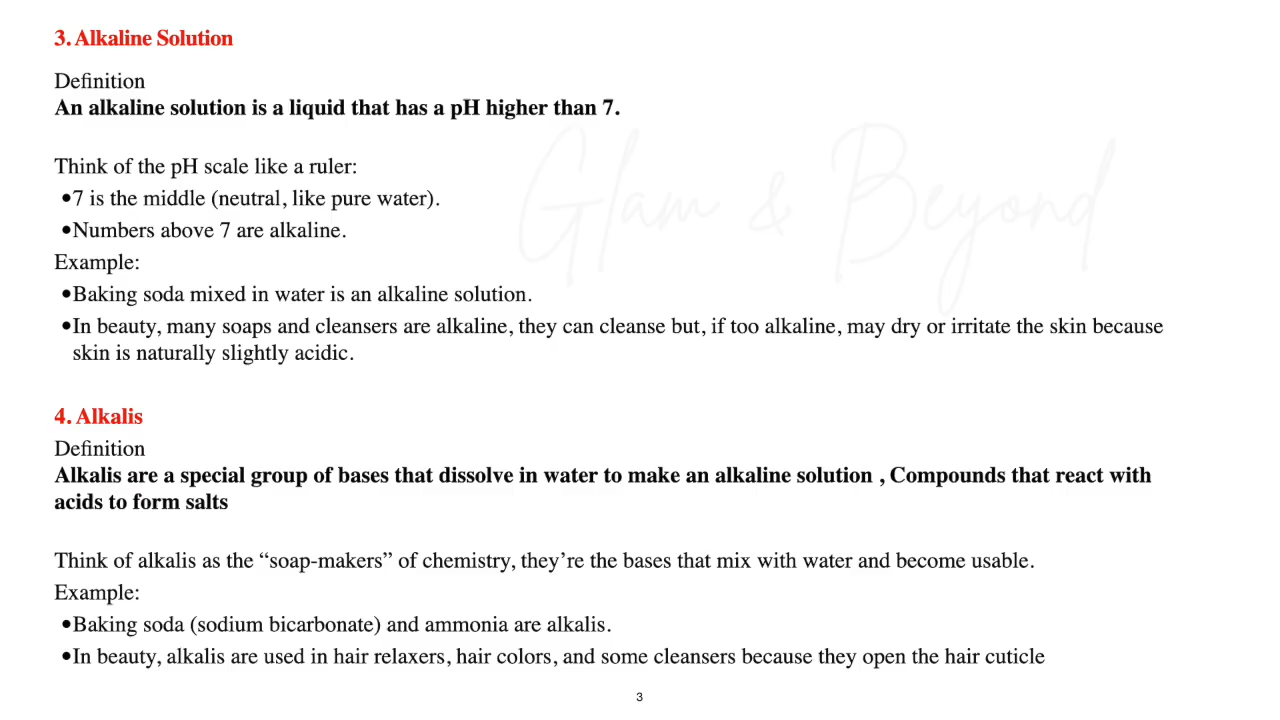 3. Alkaline Solution
Definition
An alkaline solution is a liquid that has a pH higher than 7.
Think of the pH scale like a ruler:
•7 is the middle (neutral, like pure water).
•Numbers above 7 are alkaline.
Example:
•Baking soda mixed in water is an alkaline solution.
•In beauty, many soaps and cleansers are alkaline, they can cleanse but, if too alkaline, may dry or irritate the skin because
skin is naturally slightly acidic.
Glam & Beyond
4. Alkalis
Definition
Alkalis are a special group of bases that dissolve in water to make an alkaline solution , Compounds that react with
acids to form salts
Think of alkalis as the “soap-makers” of chemistry, they’re the bases that mix with water and become usable.
Example:
•Baking soda (sodium bicarbonate) and ammonia are alkalis.
•In beauty, alkalis are used in hair relaxers, hair colors, and some cleansers because they open the hair cuticle
3